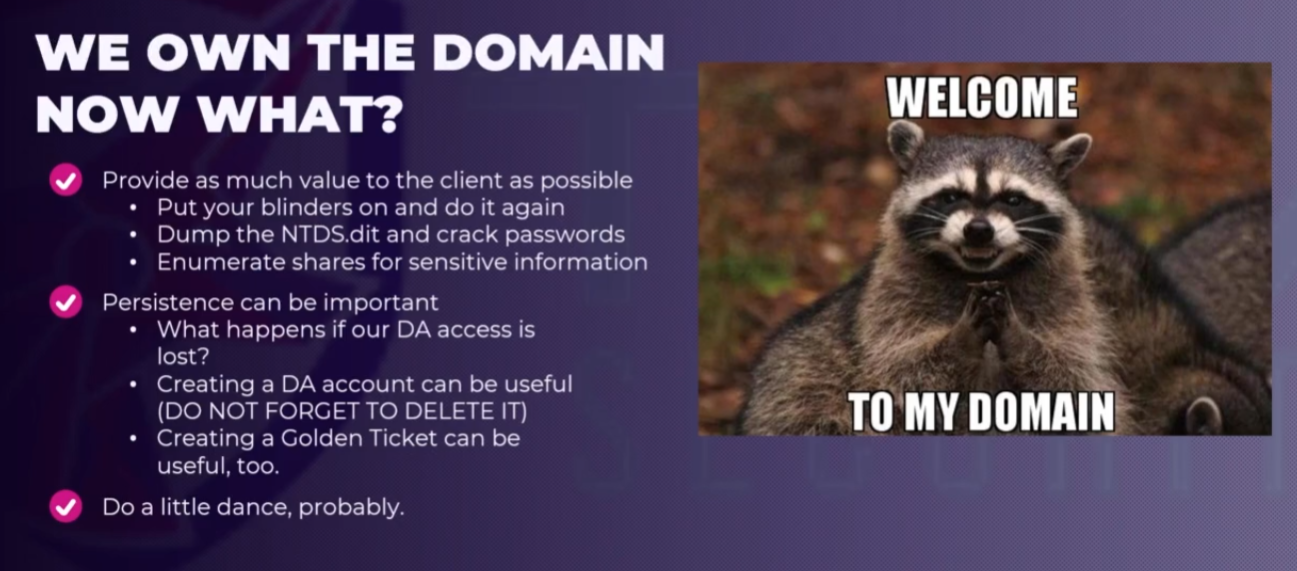 WE OWN THE DOMAIN
NOW WHAT?
Provide as much value to the client as possible
• Put your blinders on and do it again
• Dump the NTDS.dit and crack passwords
• Enumerate shares for sensitive information
Persistence can be important
• What happens if our DA access is
lost?
• Creating a DA account can be useful
(DO NOT FORGET TO DELETE IT)
• Creating a Golden Ticket can be
useful, too.
Do a little dance, probably.
WELCOME
TO MY DOMAIN